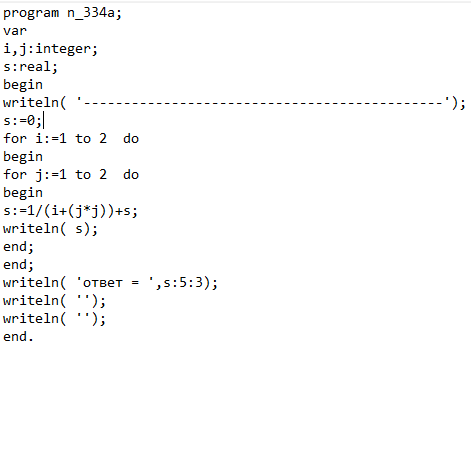 program n_334a;
var
i,j:integer;
s:real;
begin
writeln( '---------------------------------------------');
s:=0;
for i:=1 to 2  do
begin
for j:=1 to 2  do
begin
s:=1/(i+(j*j))+s;
writeln( s);
end;
end;
writeln( 'ответ = ',s:5:3);
writeln( '');
writeln( '');
end.